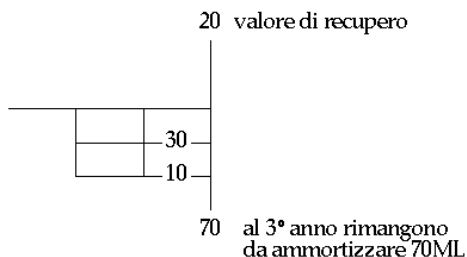 20 valore di recupero
30
10
70 al 3° anno rimangono
da ammortizzare 70ML